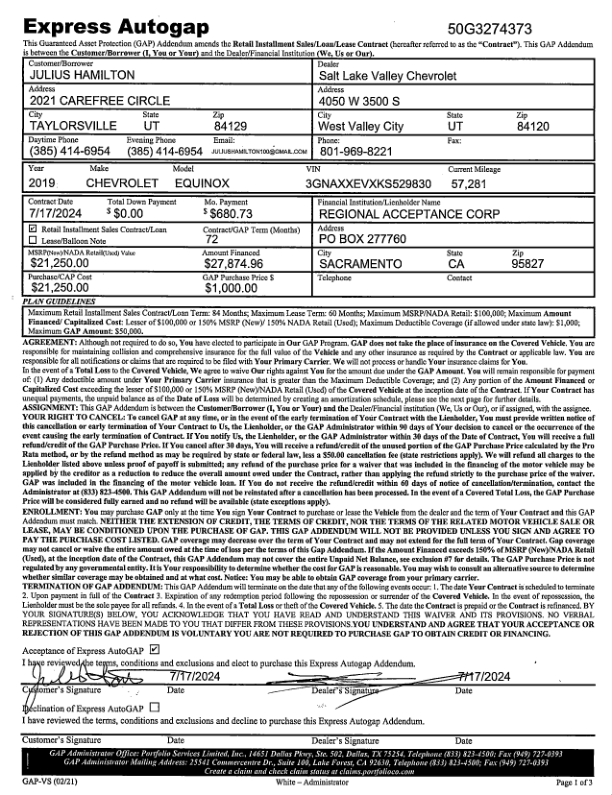 Express Autogap
50G3274373
This Guaranteed Asset Protection (GAP) Addendum amends the Retail Installment Sales/Loan/Lease Contract (hereafter referred to as the "Contract"). This GAP Addendum
is between the Customer/Borrower (I, You or Your) and the Dealer/Financial Institution (We, Us or Our).
Customer/Borrower Dealer
JULIUS HAMILTON Salt Lake Valley Chevrolet
Address Address
2021 CAREFREE CIRCLE 4050 W 3500 S
City State Zip City State Zip
TAYLORSVILLE UT 84129 West Valley City UT 84120
Daytime Phone Evening Phone Email: Phone: Fax:
(385) 414-6954 (385) 414-6954 JULIUSHAMILTON100@GMAIL.COM 801-969-8221
Year Make Model VIN Current Mileage
2019 CHEVROLET EQUINOX 3GNAXXEVXKS529830 57,281
Contract Date Total Down Payment Mo. Payment Financial Institution/Lienholder Name
7/17/2024 $ $0.00 $ $680.73 REGIONAL ACCEPTANCE CORP
Retail Installment Sales Contract/Loan Contract/GAP Term (Months) Address
Lease/Balloon Note 72 PO BOX 277760
MSRP(New)/NADA Retail(Used) Value Amount Financed City State Zip
$21,250.00 $27,874.96 SACRAMENTO CA 95827
Purchase/CAP Cost GAP Purchase Price $ Telephone Contact
$21,250.00 $1,000.00
PLAN GUIDELINES
Maximum Retail Installment Sales Contract/Loan Term: 84 Months; Maximum Lease Term: 60 Months; Maximum MSRP/NADA Retail: $100,000; Maximum Amount
Financed/ Capitalized Cost: Lesser of $100,000 or 150% MSRP (New)/ 150% NADA Retail (Used); Maximum Deductible Coverage (if allowed under state law): $1,000;
Maximum GAP Amount: $50,000.
AGREEMENT: Although not required to do so, You have elected to participate in Our GAP Program. GAP does not take the place of insurance on the Covered Vehicle. You are
responsible for maintaining collision and comprehensive insurance for the full value of the Vehicle and any other insurance as required by the Contract or applicable law. You are
responsible for all notifications or claims that are required to be filed with Your Primary Carrier. We will not process or handle Your insurance claims for You.
In the event of a Total Loss to the Covered Vehicle, We agree to waive Our rights against You for the amount due under the GAP Amount. You will remain responsible for payment
of: (1) Any deductible amount under Your Primary Carrier insurance that is greater than the Maximum Deductible Coverage; and (2) Any portion of the Amount Financed or
Capitalized Cost exceeding the lesser of $100,000 or 150% MSRP (New)/NADA Retail (Used) of the Covered Vehicle at the inception date of the Contract. If Your Contract has
unequal payments, the unpaid balance as of the Date of Loss will be determined by creating an amortization schedule, please see the next page for further details.
ASSIGNMENT: This GAP Addendum is between the Customer/Borrower (I, You or Your) and the Dealer/Financial institution (We, Us or Our), or if assigned, with the assignee.
YOUR RIGHT TO CANCEL: To cancel GAP at any time, or in the event of the early termination of Your Contract with the Lienholder, You must provide written notice of
this cancellation or early termination of Your Contract to Us, the Lienholder, or the GAP Administrator within 90 days of Your decision to cancel or the occurrence of the
event causing the early termination of Contract. If You notify Us, the Lienholder, or the GAP Administrator within 30 days of the Date of Contract, You will receive a full
refund/credit of the GAP Purchase Price. If You cancel after 30 days, You will receive a refund/credit of the unused portion of the GAP Purchase Price calculated by the Pro
Rata method, or by the refund method as may be required by state or federal law, less a $50.00 cancellation fee (state restrictions apply). We will refund all charges to the
Lienholder listed above unless proof of payoff is submitted; any refund of the purchase price for a waiver that was included in the financing of the motor vehicle may be
applied by the creditor as a reduction to reduce the overall amount owed under the Contract, rather than applying the refund strictly to the purchase price of the waiver.
GAP was included in the financing of the motor vehicle loan. If You do not receive the refund/credit within 60 days of notice of cancellation/termination, contact the
Administrator at (833) 823-4500. This GAP Addendum will Not be reinstated after a cancellation has been processed. In the event of a Covered Total Loss, the GAP Purchase
Price will be considered fully earned and no refund will be available (state exceptions apply).
ENROLLMENT: You may purchase GAP only at the time You sign Your Contract to purchase or lease the Vehicle from the dealer and the term of Your Contract and this GAP
Addendum must match. NEITHER THE EXTENSION OF CREDIT, THE TERMS OF CREDIT, NOR THE TERMS OF THE RELATED MOTOR VEHICLE SALE OR
LEASE, MAY BE CONDITIONED UPON THE PURCHASE OF GAP. THIS GAP ADDENDUM WILL NOT BE PROVIDED UNLESS YOU SIGN AND AGREE TO
PAY THE PURCHASE COST LISTED. GAP coverage may decrease over the term of Your Contract and may not extend for the full term of Your Contract. Gap coverage
may not cancel or waive the entire amount owed at the time of loss per the terms of this Gap Addendum. If the Amount Financed exceeds 150% of MSRP (New)/NADA Retail
(Used), at the inception date of the Contract, this GAP Addendum may not cover the entire Unpaid Net Balance, see exclusion #7 for details. The GAP Purchase Price is not
regulated by any governmental entity. It is Your responsibility to determine whether the cost for GAP is reasonable. You may wish to consult an alternative source to determine
whether similar coverage may be obtained and at what cost. Notice: You may be able to obtain GAP coverage from your primary carrier.
TERMINATION OF GAP ADDENDUM: This GAP Addendum will terminate on the date that any of the following events occur: 1. The date Your Contract is scheduled to terminate
2. Upon payment in full of the Contract 3. Expiration of any redemption period following the repossession or surrender of the Covered Vehicle. In the event of repossession, the
Lienholder must be the sole payee for all refunds. 4. In the event of a Total Loss or theft of the Covered Vehicle. 5. The date the Contract is prepaid or the Contract is refinanced. BY
YOUR SIGNATURE(S) BELOW, YOU ACKNOWLEDGE THAT YOU HAVE READ AND UNDERSTAND THIS WAIVER AND ITS PROVISIONS. NO VERBAL
REPRESENTATIONS HAVE BEEN MADE TO YOU THAT DIFFER FROM THESE PROVISIONS.YOU UNDERSTAND AND AGREE THAT YOUR ACCEPTANCE OR
REJECTION OF THIS GAP ADDENDUM IS VOLUNTARY YOU ARE NOT REQUIRED TO PURCHASE GAP TO OBTAIN CREDIT OR FINANCING.
Acceptance of Express AutoGAP
I have reviewed the terms, conditions and exclusions and elect to purchase this Express Autogap Addendum.
7/17/2024 7/17/2024
Customer's Signature Date Dealer's Signature Date
Declination of Express AutoGAP
I have reviewed the terms, conditions and exclusions and decline to purchase this Express Autogap Addendum.
Customer's Signature Date Dealer's Signature Date
GAP Administrator Office: Portfolio Services Limited, Inc., 14651 Dallas Pkwy, Ste. 502, Dallas, TX 75254, Telephone (833) 823-4500; Fax (949) 727-0393
GAP Administrator Mailing Address: 25541 Commercentre Dr., Suite 100, Lake Forest, CA 92630, Telephone (833) 823-4500; Fax (949) 727-0393
Create a claim and check claim status at claims.portfolioco.com
GAP-VS (02/21) White – Administrator Page 1 of 3